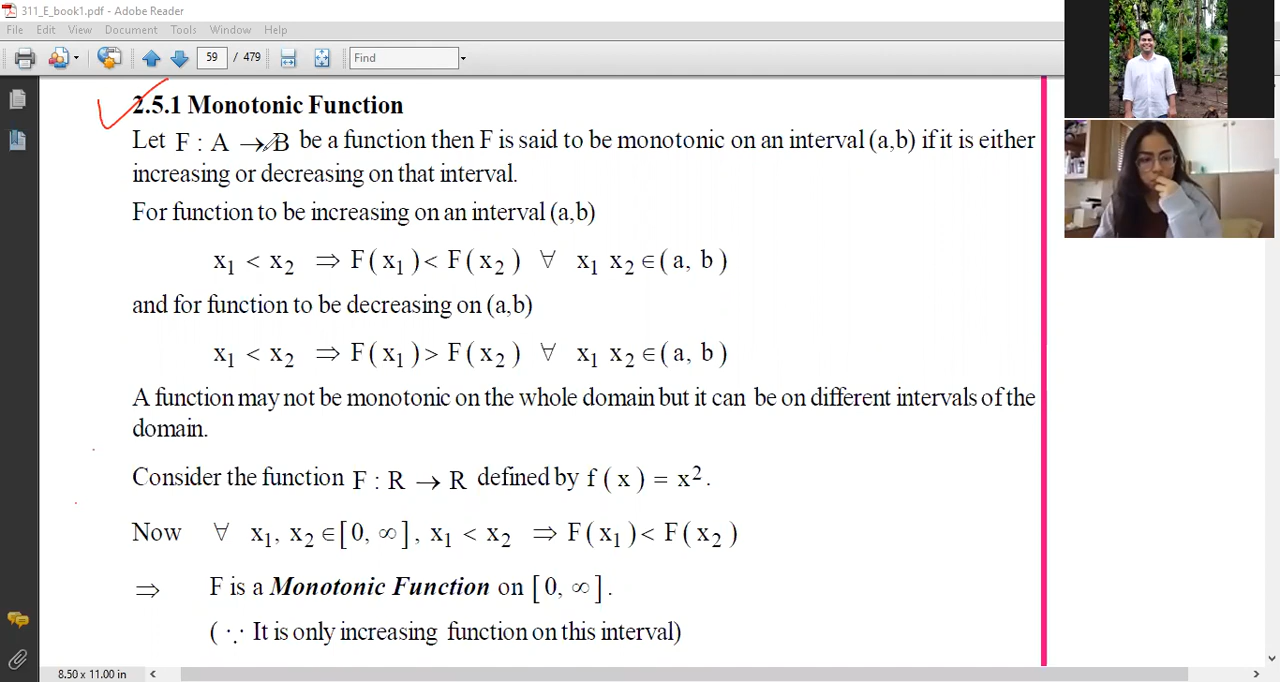 311_E_book1.pdf - Adobe Reader
File Edit View Document Tools Window Help
59 / 479 Find
2.5.1 Monotonic Function
Let F : A → B be a function then F is said to be monotonic on an interval (a,b) if it is either
increasing or decreasing on that interval.
For function to be increasing on an interval (a,b)
x₁ < x₂ ⇒ F( x₁ ) < F( x₂ ) ∀ x₁ x₂ ∈ ( a, b )
and for function to be decreasing on (a,b)
x₁ < x₂ ⇒ F( x₁ ) > F( x₂ ) ∀ x₁ x₂ ∈ ( a, b )
A function may not be monotonic on the whole domain but it can be on different intervals of the
domain.
Consider the function F : R → R defined by f ( x ) = x².
Now ∀ x₁, x₂ ∈ [ 0, ∞ ], x₁ < x₂ ⇒ F( x₁ ) < F( x₂ )
⇒ F is a Monotonic Function on [ 0, ∞ ].
( ∵ It is only increasing function on this interval)
8.50 x 11.00 in